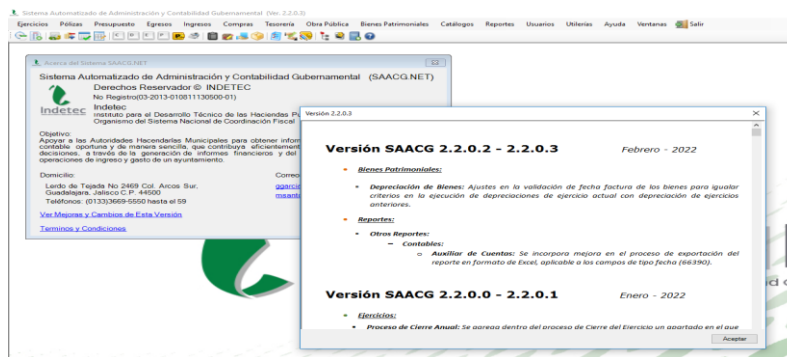 Sistema Automatizado de Administración y Contabilidad Gubernamental (Ver. 2.2.0.3)
Ejercicios Pólizas Presupuesto Egresos Ingresos Compras Tesorería Obra Pública Bienes Patrimoniales Catálogos Reportes Usuarios Utilerías Ayuda Ventanas Salir
Acerca del Sistema SAACG.NET
Sistema Automatizado de Administración y Contabilidad Gubernamental (SAACG.NET)
Derechos Reservador © INDETEC
No Registro(03-2013-010811130500-01)
Indetec
Indetec
Instituto para el Desarrollo Técnico de las Haciendas
Organismo del Sistema Nacional de Coordinación Fiscal
Objetivo:
Apoyar a las Autoridades Hacendarias Municipales para obtener
contable oportuna y de manera sencilla, que contribuya eficientemente
decisiones, a través de la generación de informes financieros y del
operaciones de ingreso y gasto de un ayuntamiento.
Domicilio:
Lerdo de Tejada No 2469 Col. Arcos Sur.
Guadalajara, Jalisco C.P. 44500
Teléfonos: (0133)3669-5550 hasta el 59
Ver Mejoras y Cambios de Esta Versión
Terminos y Condiciones
Versión 2.2.0.3
Versión SAACG 2.2.0.2 - 2.2.0.3 Febrero - 2022
Bienes Patrimoniales:
Depreciación de Bienes: Ajustes en la validación de fecha factura de los bienes para igualar
criterios en la ejecución de depreciaciones de ejercicio actual con depreciación de ejercicios
anteriores.
Reportes:
Otros Reportes:
Contables:
Auxiliar de Cuentas: Se incorpora mejora en el proceso de exportación del
reporte en formato de Excel, aplicable a los campos de tipo fecha (66390).
Versión SAACG 2.2.0.0 - 2.2.0.1 Enero - 2022
Ejercicios:
Proceso de Cierre Anual: Se agrega dentro del proceso de Cierre del Ejercicio un apartado en el que
Aceptar